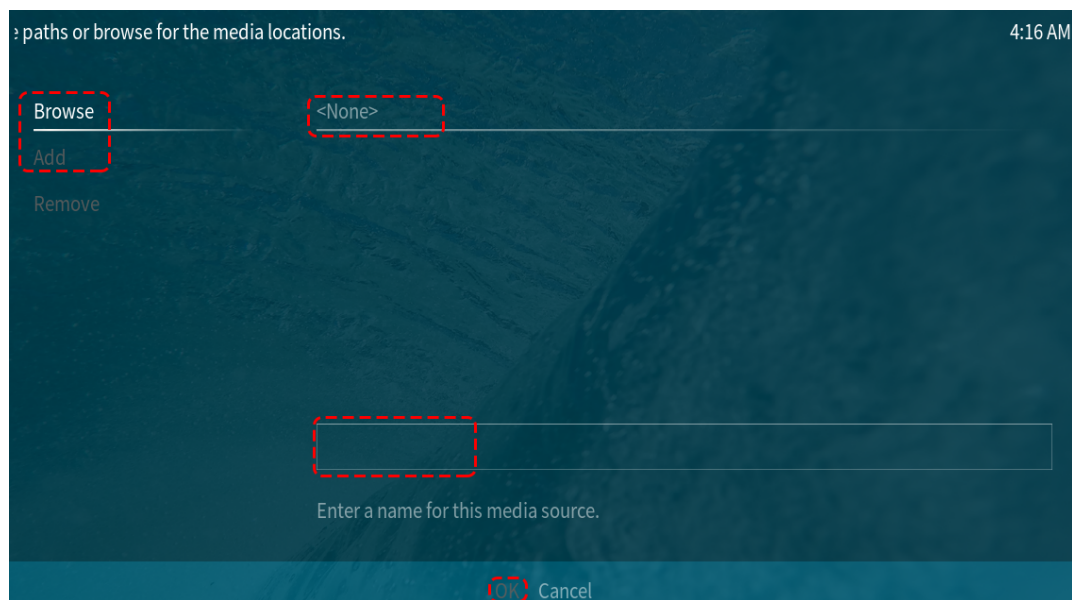 paths or browse for the media locations.
4:16 AM
Browse
<None>
Add
Remove
Enter a name for this media source.
OK Cancel